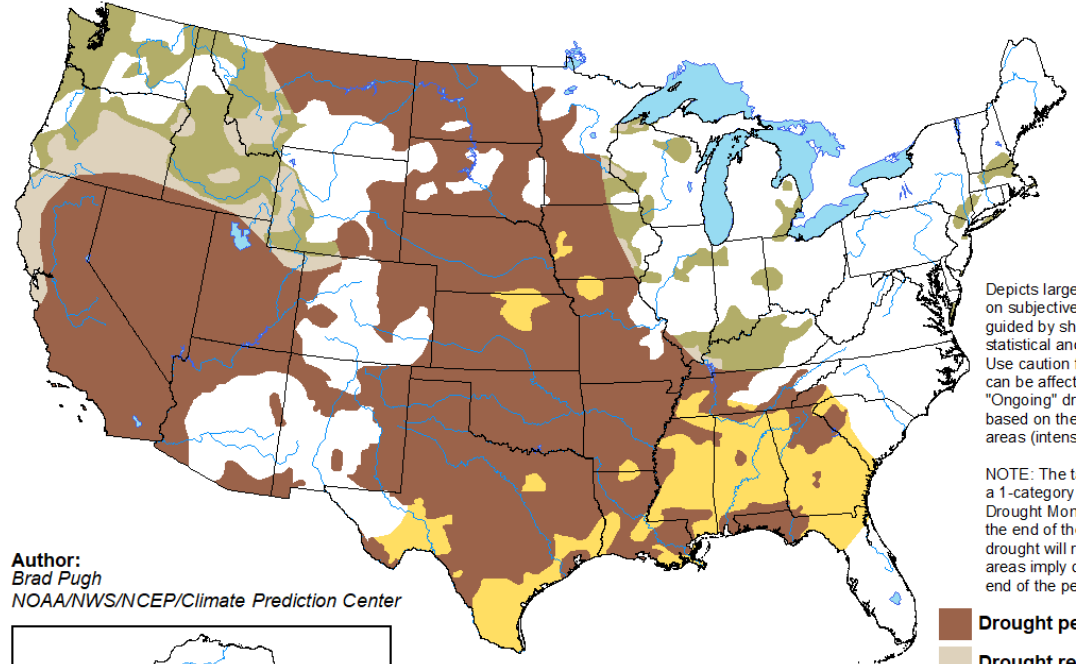 Depicts large
on subjective
guided by sh
statistical and
Use caution
can be affect
"Ongoing" dr
based on the
areas (intens
NOTE: The t
a 1-category
Drought Mon
the end of the
drought will
areas imply
end of the pe
Author:
Brad Pugh
NOAA/NWS/NCEP/Climate Prediction Center
Drought pe
Drought re